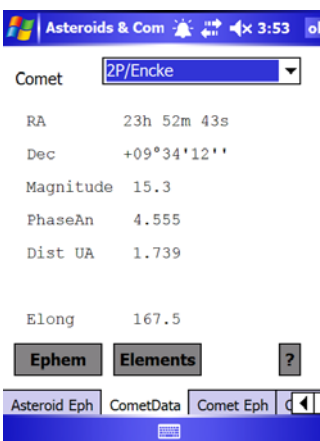 Asteroids & Com 3:53 ok
Comet 2P/Encke
RA 23h 52m 43s
Dec +09°34'12''
Magnitude 15.3
PhaseAn 4.555
Dist UA 1.739
Elong 167.5
Ephem Elements ?
Asteroid Eph CometData Comet Eph